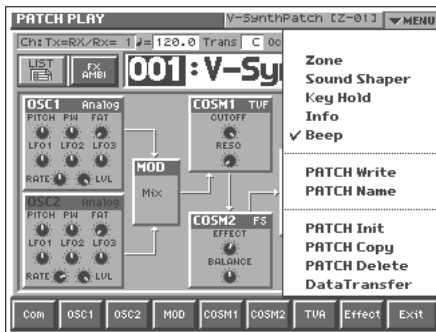 PATCH PLAY V-SynthPatch [Z-01] ▼MENU
Ch:Tx=RX/Rx= 1 ♩= 120.0 Trans C Oc
LIST FX AMBI 001:V-Sy
Zone
Sound Shaper
Key Hold
Info
✓ Beep
PATCH Write
PATCH Name
PATCH Init
PATCH Copy
PATCH Delete
DataTransfer
OSC1 Analog
PITCH PW FAT
LFO1 LFO2 LFO3
RATE LVL
OSC2 Analog
PITCH PW FAT
LFO1 LFO2 LFO3
RATE LVL
MOD
Mix
COSM1 TVF
CUTOFF
RESO
COSM2 FS
EFFECT
BALANCE
Com OSC1 OSC2 MOD COSM1 COSM2 TVA Effect Exit